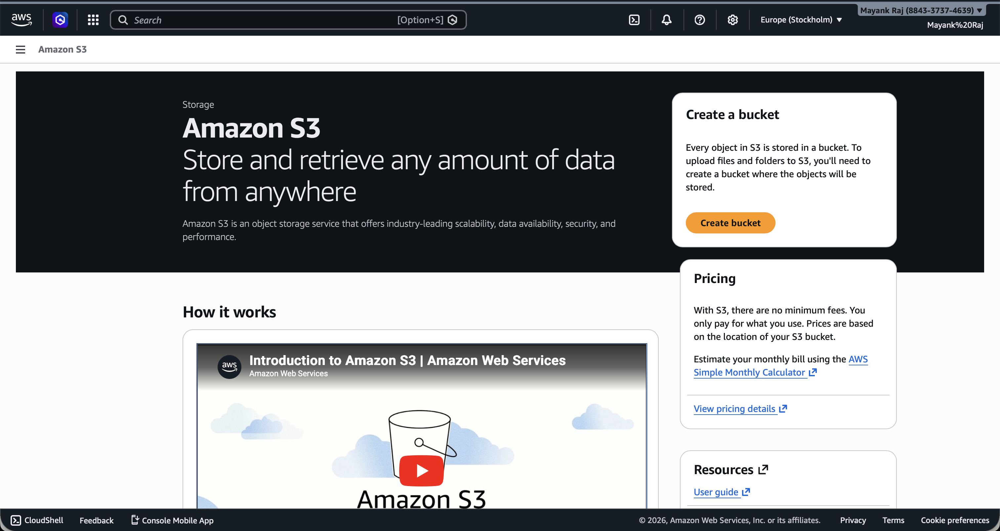 aws
Search
[Option+S]
Europe (Stockholm)
Mayank Raj (8843-3737-4639)
Mayank%20Raj
Amazon S3
Storage
Amazon S3
Store and retrieve any amount of data
from anywhere
Amazon S3 is an object storage service that offers industry-leading scalability, data availability, security, and
performance.
Create a bucket
Every object in S3 is stored in a bucket. To
upload files and folders to S3, you'll need to
create a bucket where the objects will be
stored.
Create bucket
Pricing
With S3, there are no minimum fees. You
only pay for what you use. Prices are based
on the location of your S3 bucket.
Estimate your monthly bill using the AWS
Simple Monthly Calculator
View pricing details
How it works
aws
Introduction to Amazon S3 | Amazon Web Services
Amazon Web Services
Amazon S3
Resources
User guide
CloudShell
Feedback
Console Mobile App
© 2026, Amazon Web Services, Inc. or its affiliates.
Privacy
Terms
Cookie preferences